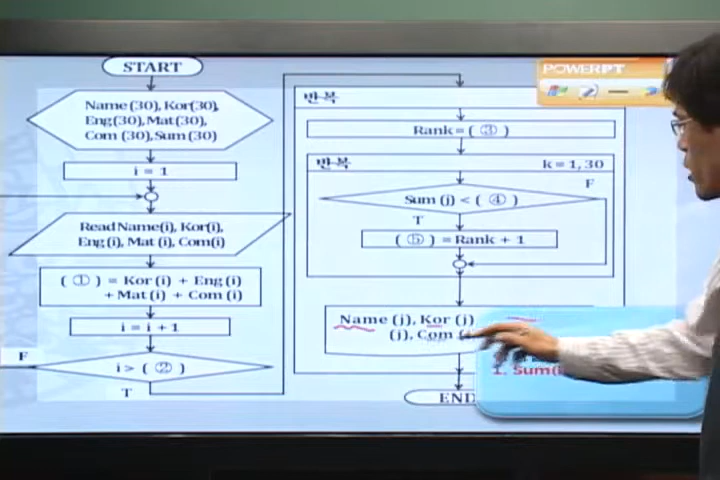 START
Name (30), Kor(30),
Eng(30), Mat(30),
Com (30), Sum (30)
i = 1
Read Name(i), Kor(i),
Eng(i), Mat (i), Com(i)
( ① ) = Kor (i) + Eng (i)
+ Mat (i) + Com (i)
i = i + 1
F
i > ( ② )
T
반복
Rank= ( ③ )
반복
k = 1, 30
F
Sum (j) < ( ④ )
T
( ⑤ ) = Rank + 1
Name (j), Kor (j)
(j), Com
END
POWERPT
1. Sum(i